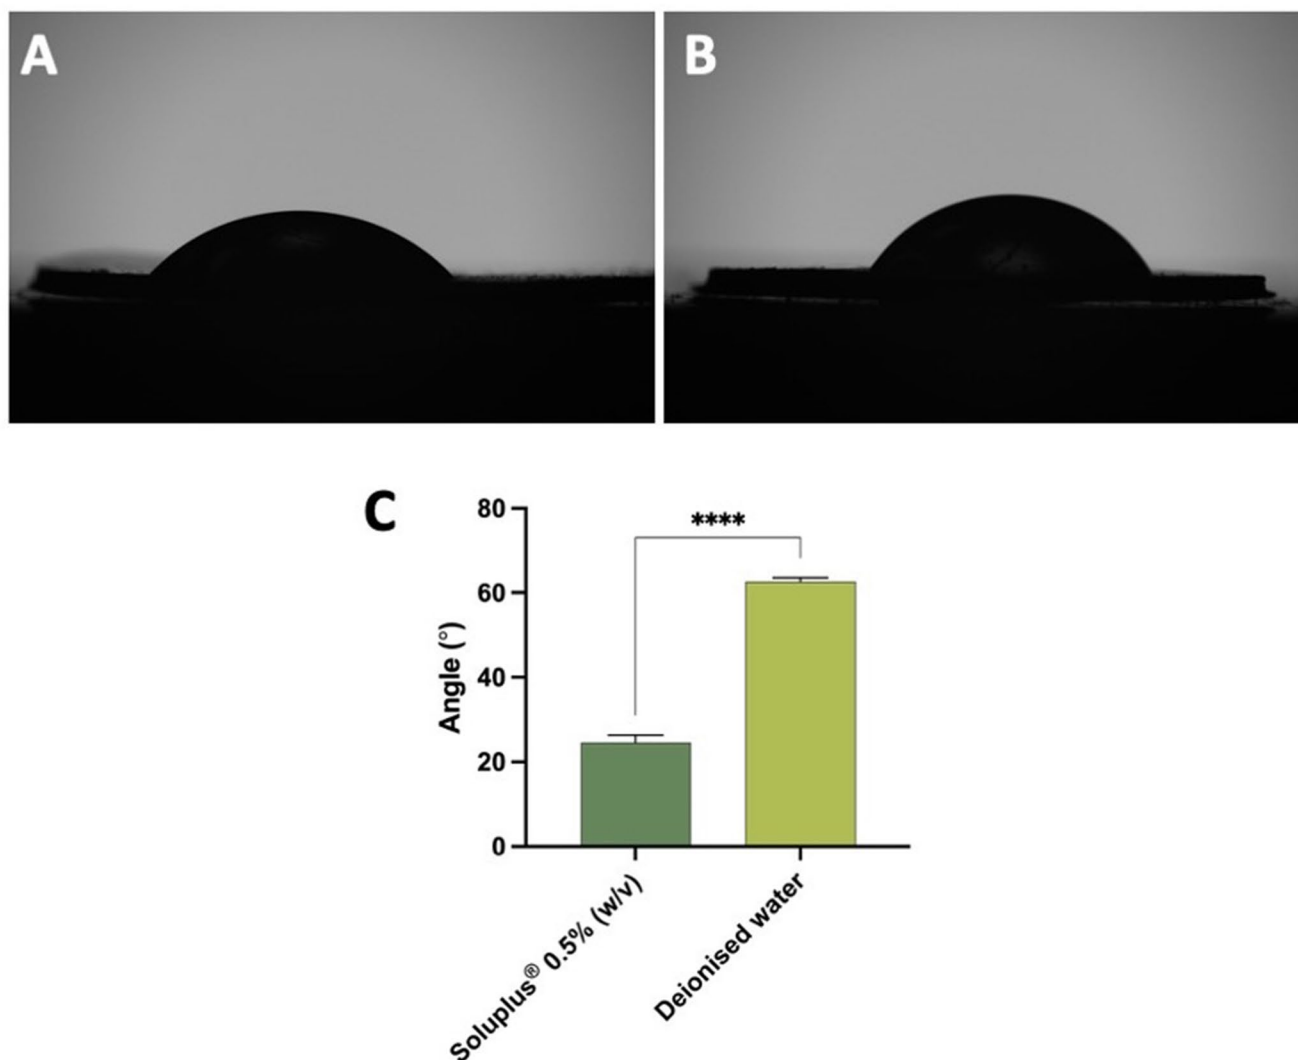 A
B
C
80
****
60
40
20
0
Angle (°)
Soluplus® 0.5% (w/v)
Deionised water